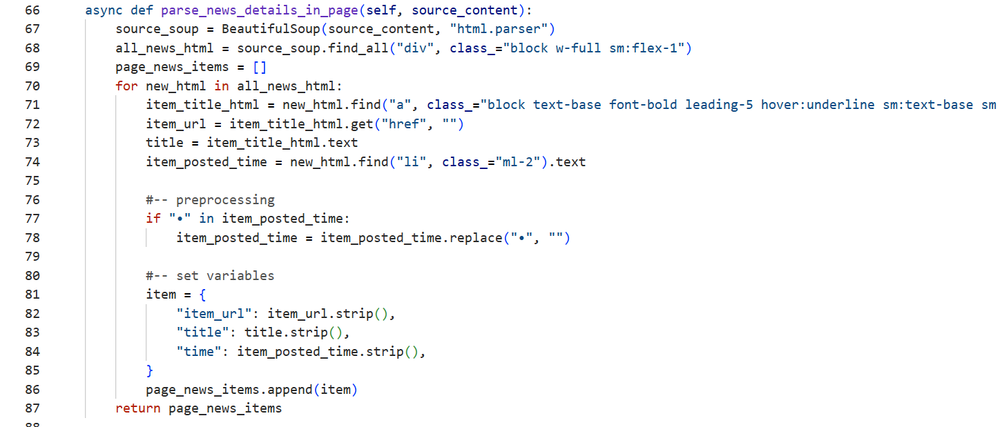 66 async def parse_news_details_in_page(self, source_content):
67 source_soup = BeautifulSoup(source_content, "html.parser")
68 all_news_html = source_soup.find_all("div", class_="block w-full sm:flex-1")
69 page_news_items = []
70 for new_html in all_news_html:
71 item_title_html = new_html.find("a", class_="block text-base font-bold leading-5 hover:underline sm:text-base sm
72 item_url = item_title_html.get("href", "")
73 title = item_title_html.text
74 item_posted_time = new_html.find("li", class_="ml-2").text
75
76 #-- preprocessing
77 if "•" in item_posted_time:
78 item_posted_time = item_posted_time.replace("•", "")
79
80 #-- set variables
81 item = {
82 "item_url": item_url.strip(),
83 "title": title.strip(),
84 "time": item_posted_time.strip(),
85 }
86 page_news_items.append(item)
87 return page_news_items